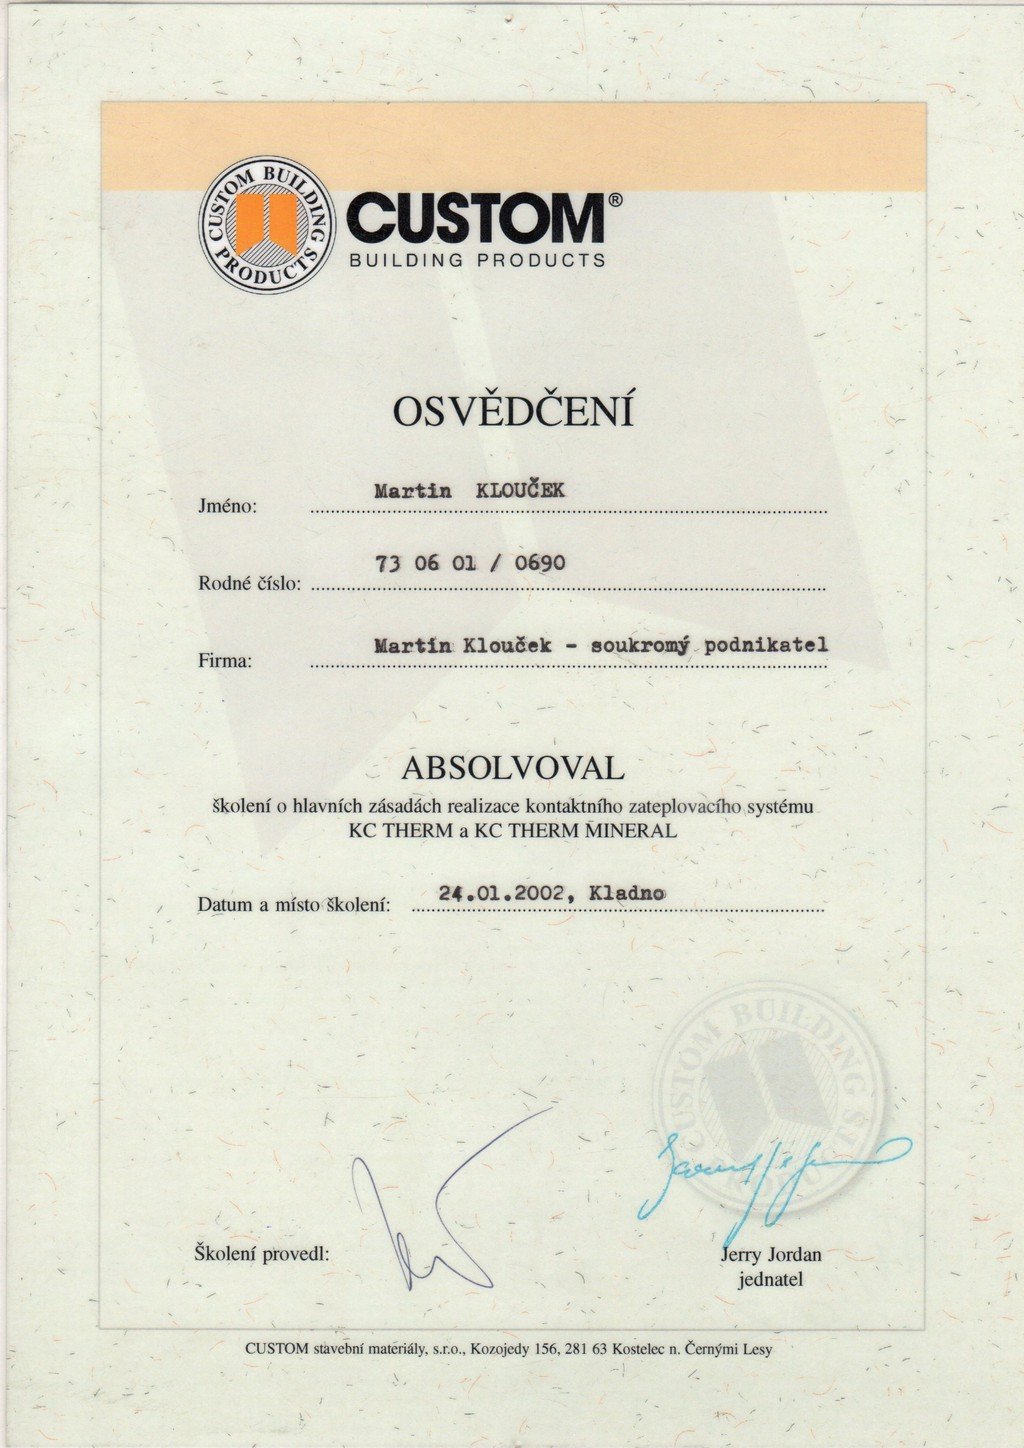 CUSTOM BUILDING PRODUCTS
CUSTOM®
BUILDING PRODUCTS
OSVĚDČENÍ
Jméno: Martin KLOUČEK
Rodné číslo: 73 06 01 / 0690
Firma: Martin Klouček - soukromý podnikatel
ABSOLVOVAL
školení o hlavních zásadách realizace kontaktního zateplovacího systému
KC THERM a KC THERM MINERAL
Datum a místo školení: 24.01.2002, Kladno
Školení provedl:
Jerry Jordan
jednatel
CUSTOM stavební materiály, s.r.o., Kozojedy 156, 281 63 Kostelec n. Černými Lesy